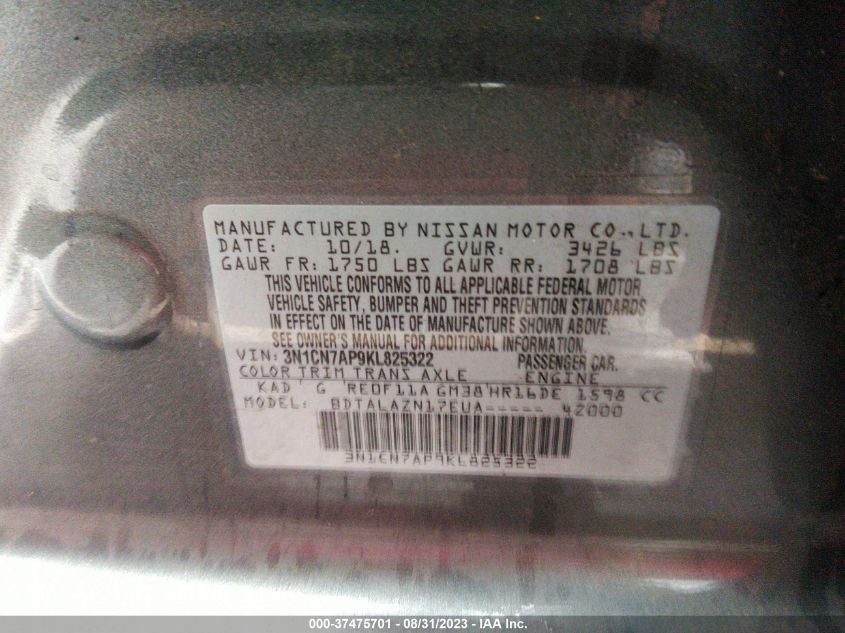 MANUFACTURED BY NISSAN MOTOR CO.,LTD.
DATE: 10/18. GVWR: 3426 LBS
GAWR FR: 1750 LBS GAWR RR: 1708 LBS
THIS VEHICLE CONFORMS TO ALL APPLICABLE FEDERAL MOTOR
VEHICLE SAFETY, BUMPER AND THEFT PREVENTION STANDARDS
IN EFFECT ON THE DATE OF MANUFACTURE SHOWN ABOVE.
SEE OWNER'S MANUAL FOR ADDITIONAL INFORMATION.
VIN: 3N1CN7AP9KL825322 PASSENGER CAR.
COLOR TRIM TRANS AXLE ENGINE
KAD G RE0F11A GM38 HR16DE 1598 CC
MODEL: BDTALAZN17EUA----- 42000
3N1CN7AP9KL825322
000-37475701 - 08/31/2023 - IAA Inc.